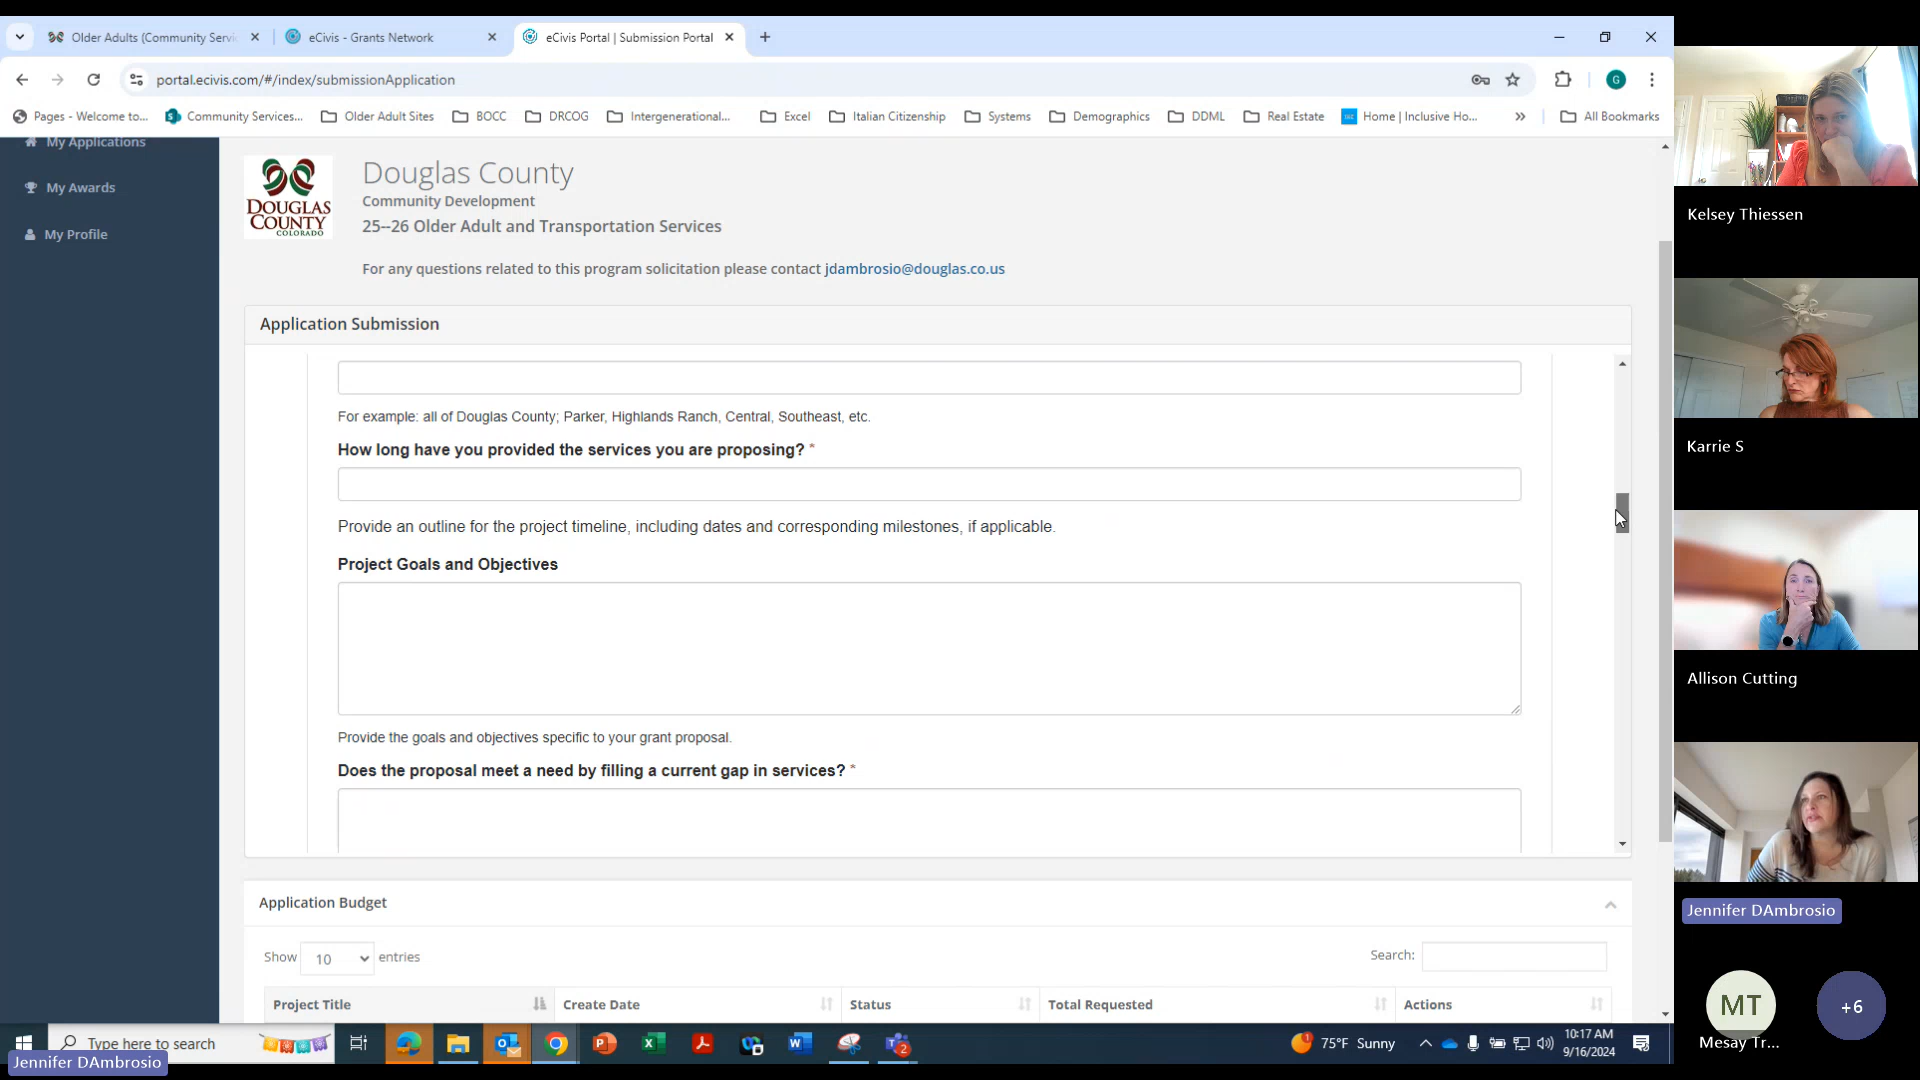 Older Adults (Community Servi
eCivis - Grants Network
eCivis Portal | Submission Portal
portal.ecivis.com/#/index/submissionApplication
G
Pages - Welcome to...
Community Services...
Older Adult Sites
BOCC
DRCOG
Intergenerational...
Excel
Italian Citizenship
Systems
Demographics
DDML
Real Estate
Home | Inclusive Ho...
»
All Bookmarks
My Applications
My Awards
My Profile
DOUGLAS
COUNTY
COLORADO
Douglas County
Community Development
25--26 Older Adult and Transportation Services
For any questions related to this program solicitation please contact jdambrosio@douglas.co.us
Application Submission
For example: all of Douglas County; Parker, Highlands Ranch, Central, Southeast, etc.
How long have you provided the services you are proposing? *
Provide an outline for the project timeline, including dates and corresponding milestones, if applicable.
Project Goals and Objectives
Provide the goals and objectives specific to your grant proposal.
Does the proposal meet a need by filling a current gap in services? *
Application Budget
Show 10 entries
Search:
Project Title
Create Date
Status
Total Requested
Actions
Type here to search
75°F Sunny
10:17 AM
9/16/2024
Jennifer DAmbrosio
Kelsey Thiessen
Karrie S
Allison Cutting
Jennifer DAmbrosio
MT
+6
Mesay Tr...